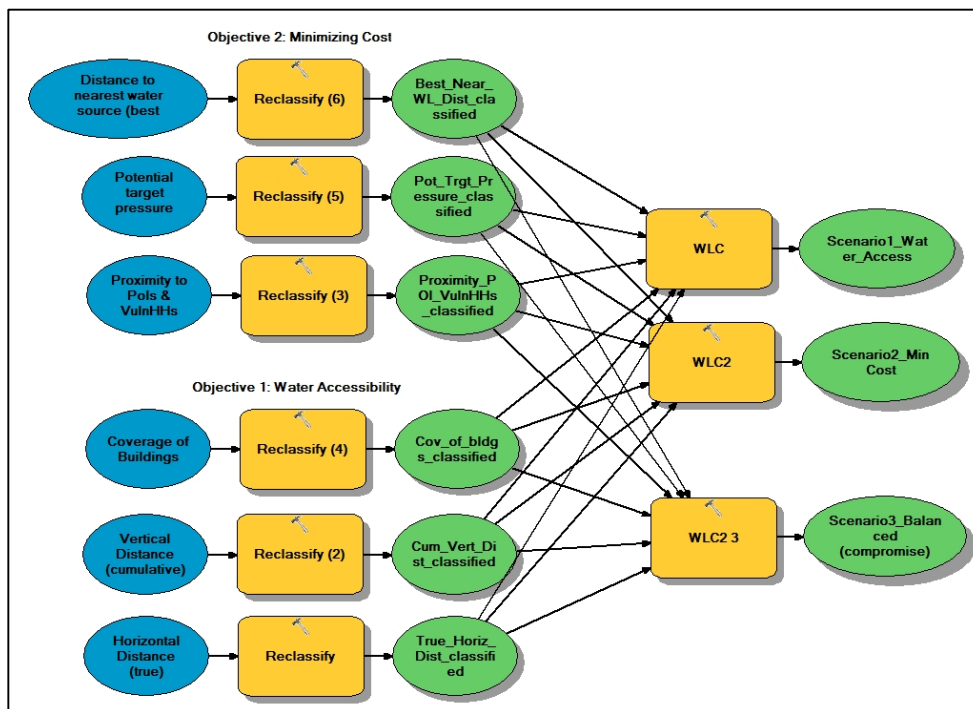 Objective 2: Minimizing Cost
Distance to
nearest water
source (best
Reclassify (6)
Best_Near_
WL_Dist_cla
ssified
Potential
target
pressure
Reclassify (5)
Pot_Trgt_Pr
essure_clas
sified
Proximity to
PoIs &
VulnHHs
Reclassify (3)
Proximity_P
OI_VulnHHs
_classified
WLC
Scenario1_Wat
er_Access
WLC2
Scenario2_Min
Cost
Objective 1: Water Accessibility
Coverage of
Buildings
Reclassify (4)
Cov_of_bldg
s_classified
Vertical
Distance
(cumulative)
Reclassify (2)
Cum_Vert_Di
st_classified
WLC2 3
Scenario3_Balan
ced
(compromise)
Horizontal
Distance
(true)
Reclassify
True_Horiz_
Dist_classifi
ed